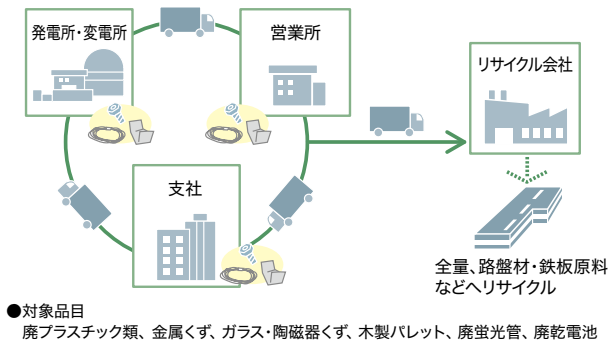 発電所・変電所
営業所
リサイクル会社
支社
全量、路盤材・鉄板原料
などへリサイクル
●対象品目
廃プラスチック類、金属くず、ガラス・陶磁器くず、木製パレット、廃蛍光管、廃乾電池